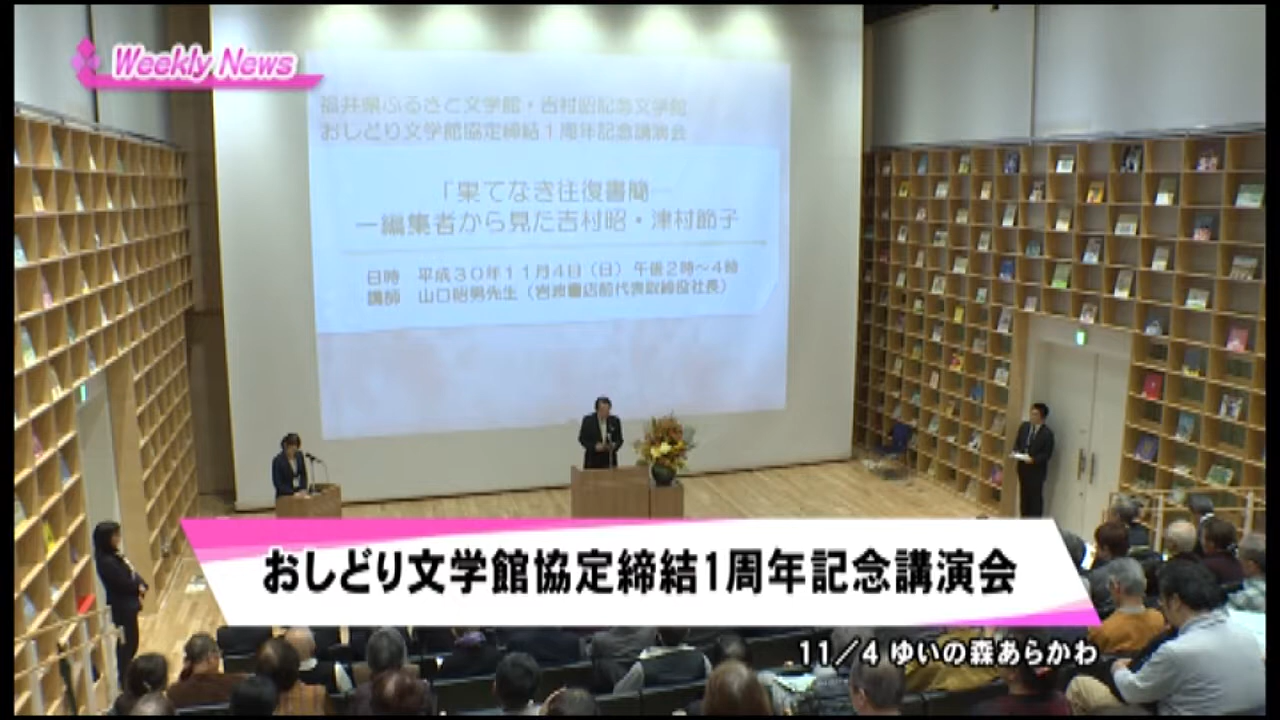 Weekly News
福井県ふるさと文学館・吉村昭記念文学館
おしどり文学館協定締結1周年記念講演会
「果てなき往復書簡
―編集者から見た吉村昭・津村節子
日時 平成30年11月4日(日)午後2時～4時
講師 山口昭男先生(岩波書店前代表取締役社長)
おしどり文学館協定締結1周年記念講演会
11/4 ゆいの森あらかわ